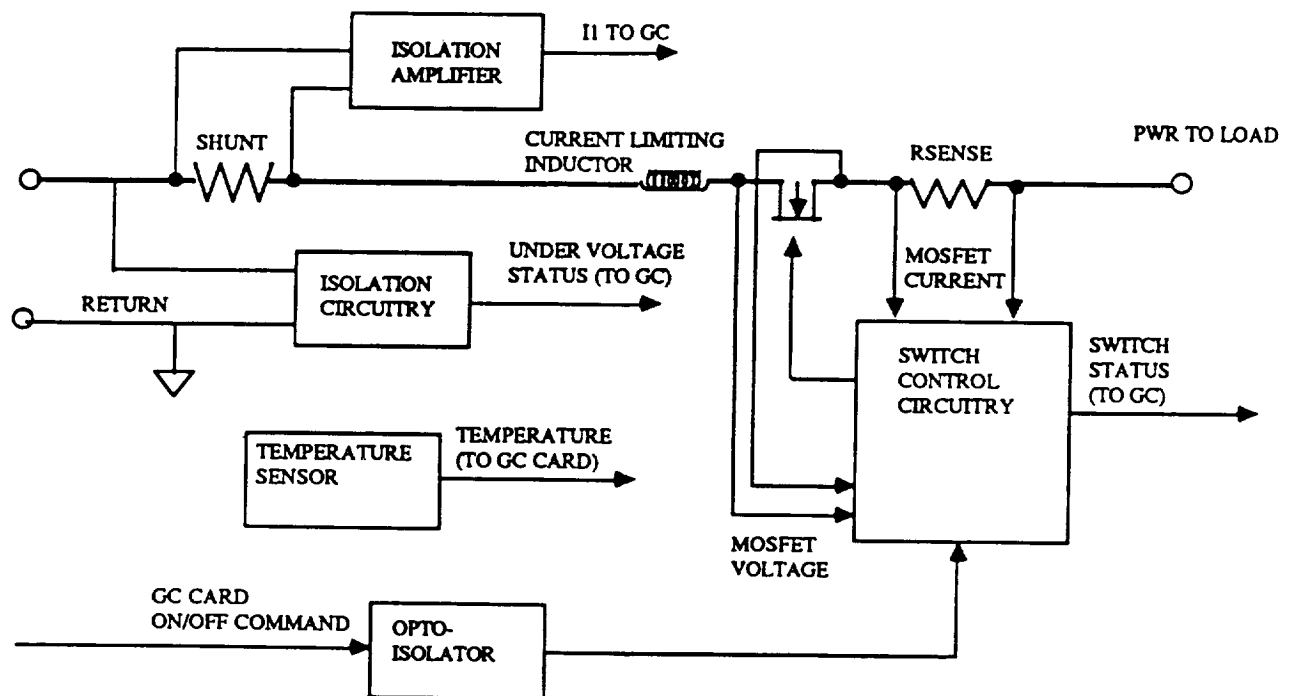 I1 TO GC
ISOLATION
AMPLIFIER
SHUNT
CURRENT LIMITING
INDUCTOR
RSENSE
PWR TO LOAD
RETURN
ISOLATION
CIRCUITRY
UNDER VOLTAGE
STATUS (TO GC)
MOSFET
CURRENT
SWITCH
CONTROL
CIRCUITRY
SWITCH
STATUS
(TO GC)
TEMPERATURE
SENSOR
TEMPERATURE
(TO GC CARD)
MOSFET
VOLTAGE
GC CARD
ON/OFF COMMAND
OPTO-
ISOLATOR